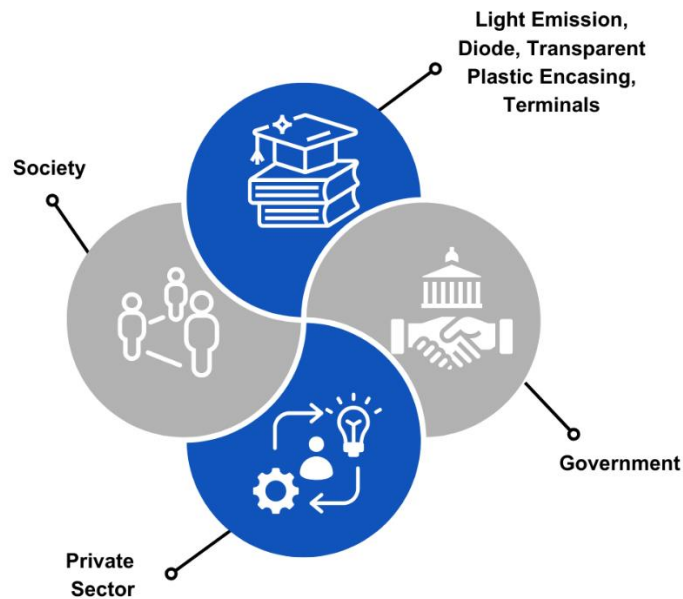 Light Emission,
Diode, Transparent
Plastic Encasing,
Terminals
Society
Government
Private
Sector